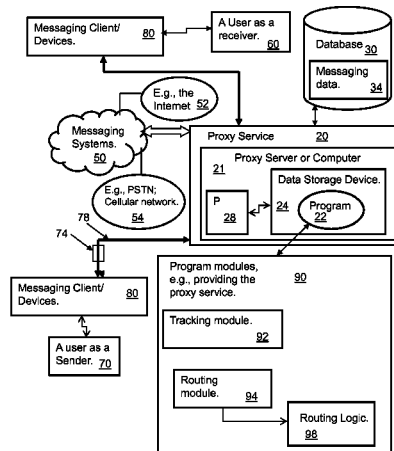 Messaging Client/
Devices.
80
A User as a
receiver.
60
Database
30
Messaging
data.
34
E.g., the
Internet
52
Messaging
Systems.
50
E.g., PSTN;
Cellular network.
54
Proxy Service
20
Proxy Server or Computer
21
Data Storage Device.
24
Program
22
P
28
78
74
Messaging Client/
Devices.
80
A user as a
Sender.
70
Program modules,
e.g., providing the
proxy service.
90
Tracking module.
92
Routing
module.
94
Routing Logic.
98